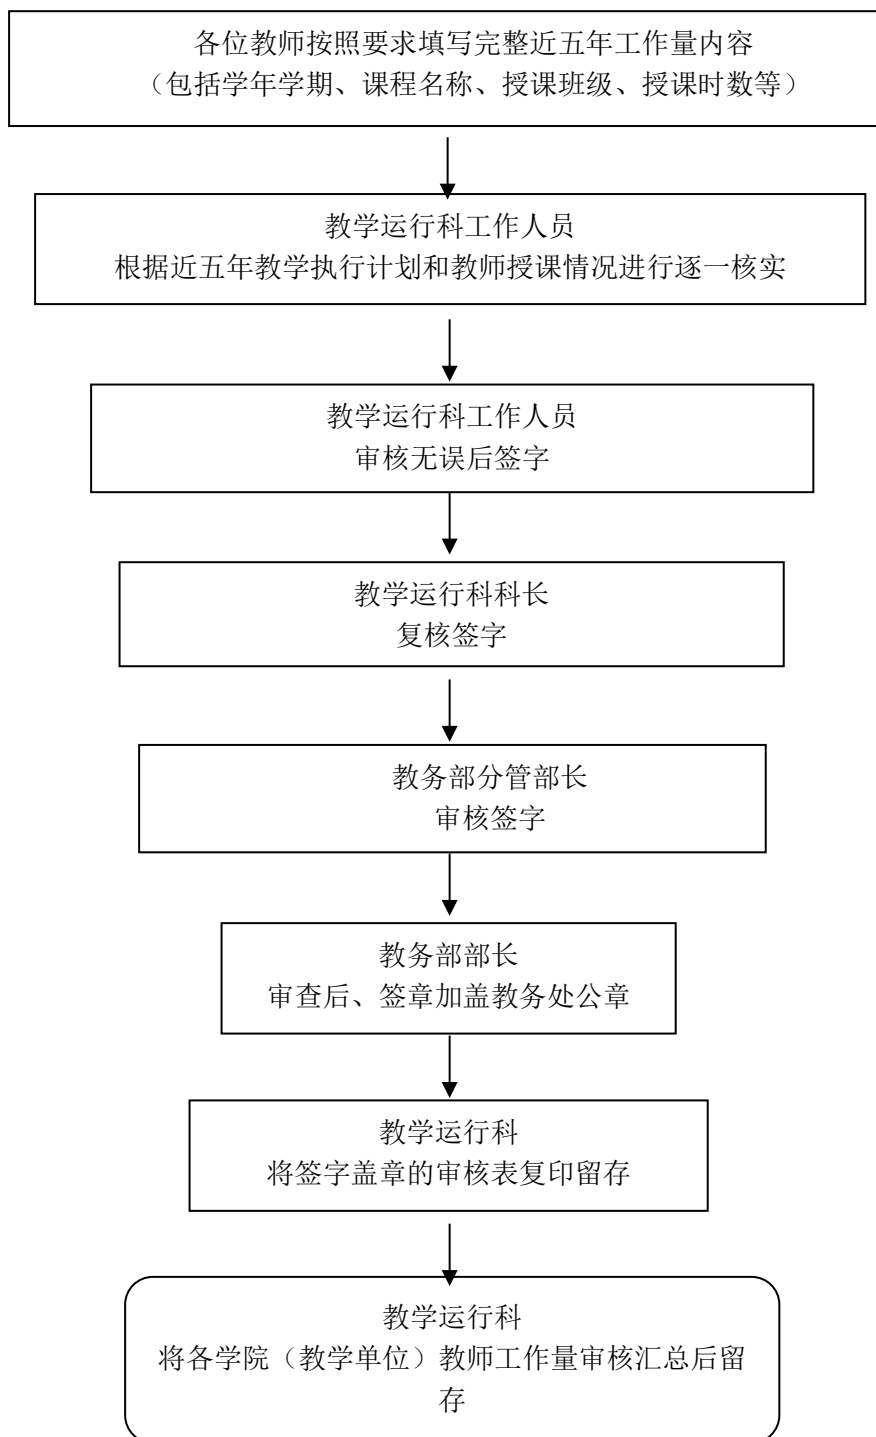 各位教师按照要求填写完整近五年工作量内容
（包括学年学期、课程名称、授课班级、授课时数等）
教学运行科工作人员
根据近五年教学执行计划和教师授课情况进行逐一核实
教学运行科工作人员
审核无误后签字
教学运行科科长
复核签字
教务部分管部长
审核签字
教务部部长
审查后、签章加盖教务处公章
教学运行科
将签字盖章的审核表复印留存
教学运行科
将各学院（教学单位）教师工作量审核汇总后留
存